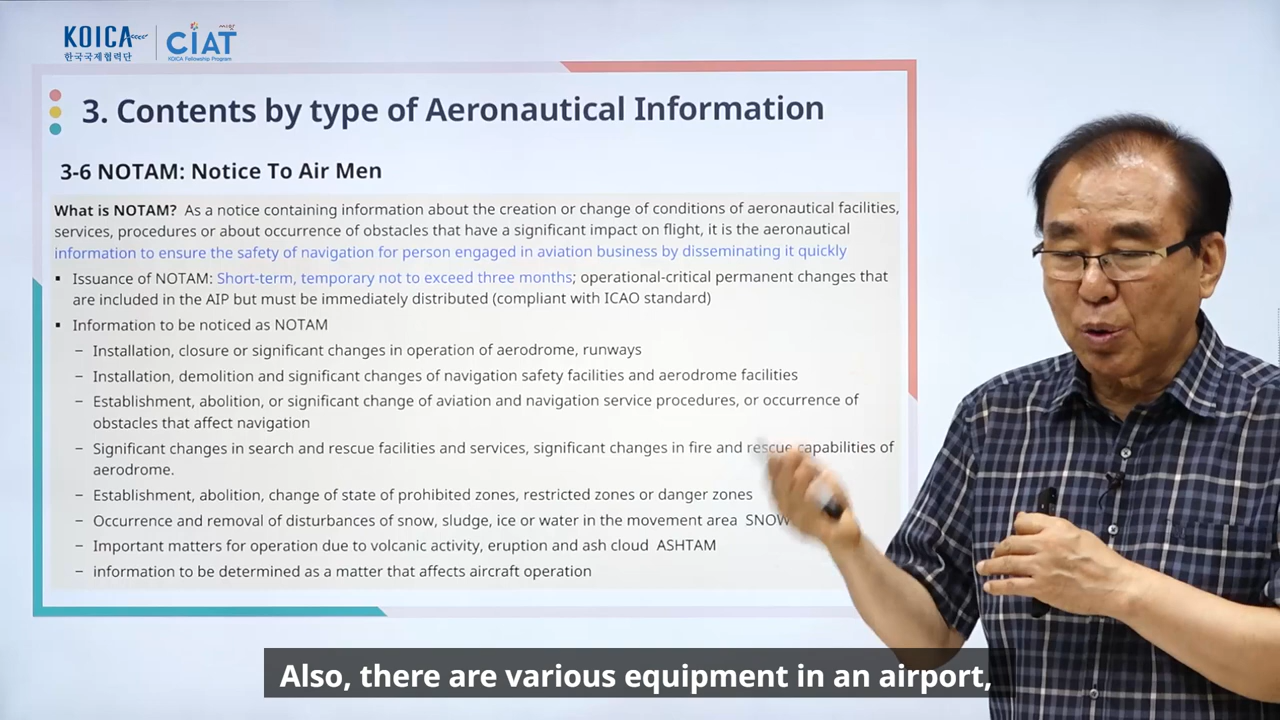 KOICA
한국국제협력단
CIAT
KOICA Fellowship Program
3. Contents by type of Aeronautical Information
3-6 NOTAM: Notice To Air Men
What is NOTAM? As a notice containing information about the creation or change of conditions of aeronautical facilities,
services, procedures or about occurrence of obstacles that have a significant impact on flight, it is the aeronautical
information to ensure the safety of navigation for person engaged in aviation business by disseminating it quickly
▪ Issuance of NOTAM: Short-term, temporary not to exceed three months; operational-critical permanent changes that
are included in the AIP but must be immediately distributed (compliant with ICAO standard)
▪ Information to be noticed as NOTAM
− Installation, closure or significant changes in operation of aerodrome, runways
− Installation, demolition and significant changes of navigation safety facilities and aerodrome facilities
− Establishment, abolition, or significant change of aviation and navigation service procedures, or occurrence of
obstacles that affect navigation
− Significant changes in search and rescue facilities and services, significant changes in fire and rescue capabilities of
aerodrome.
− Establishment, abolition, change of state of prohibited zones, restricted zones or danger zones
− Occurrence and removal of disturbances of snow, sludge, ice or water in the movement area SNOW
− Important matters for operation due to volcanic activity, eruption and ash cloud ASHTAM
− information to be determined as a matter that affects aircraft operation
Also, there are various equipment in an airport,